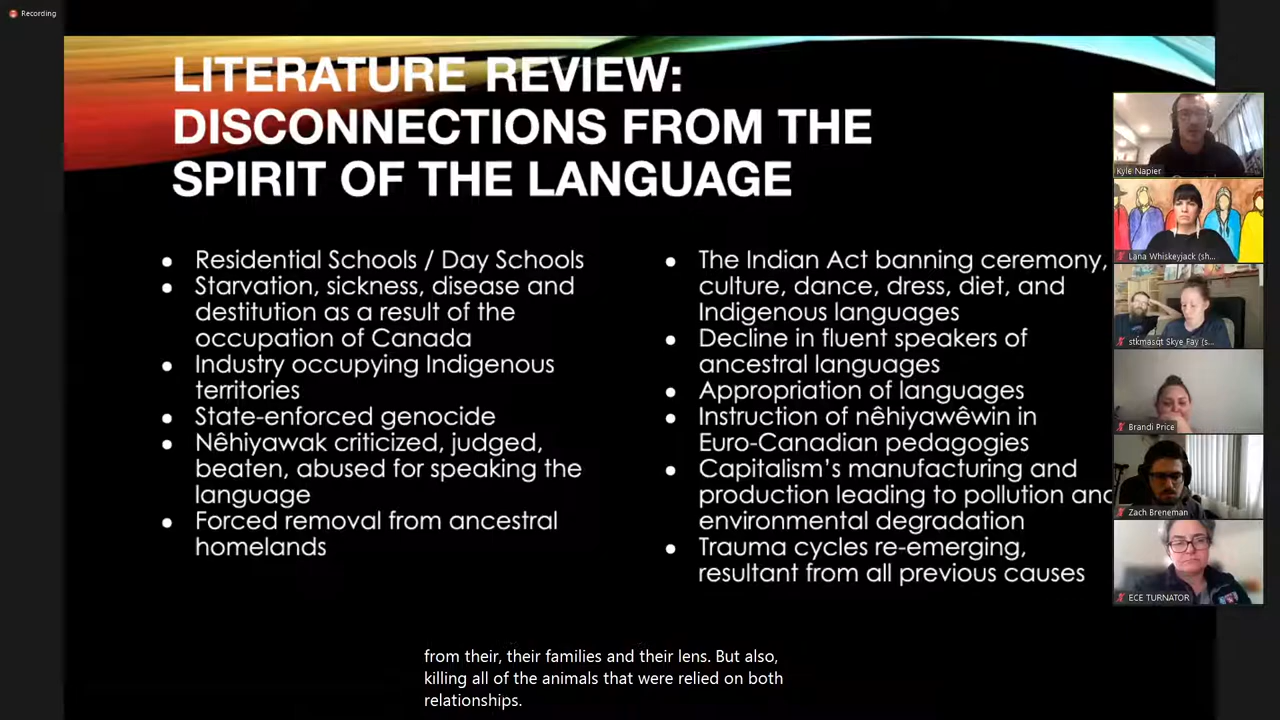 Recording
LITERATURE REVIEW:
DISCONNECTIONS FROM THE
SPIRIT OF THE LANGUAGE
Residential Schools / Day Schools
Starvation, sickness, disease and
destitution as a result of the
occupation of Canada
Industry occupying Indigenous
territories
State-enforced genocide
Nêhiyawak criticized, judged,
beaten, abused for speaking the
language
Forced removal from ancestral
homelands
The Indian Act banning ceremony,
culture, dance, dress, diet, and
Indigenous languages
Decline in fluent speakers of
ancestral languages
Appropriation of languages
Instruction of nêhiyawêwin in
Euro-Canadian pedagogies
Capitalism's manufacturing and
production leading to pollution and
environmental degradation
Trauma cycles re-emerging,
resultant from all previous causes
Kyle Napier
Lana Whiskeyjack (sh...
stkmasqt Skye Fay (s...
Brandi Price
Zach Breneman
ECE TURNATOR
from their, their families and their lens. But also,
killing all of the animals that were relied on both
relationships.